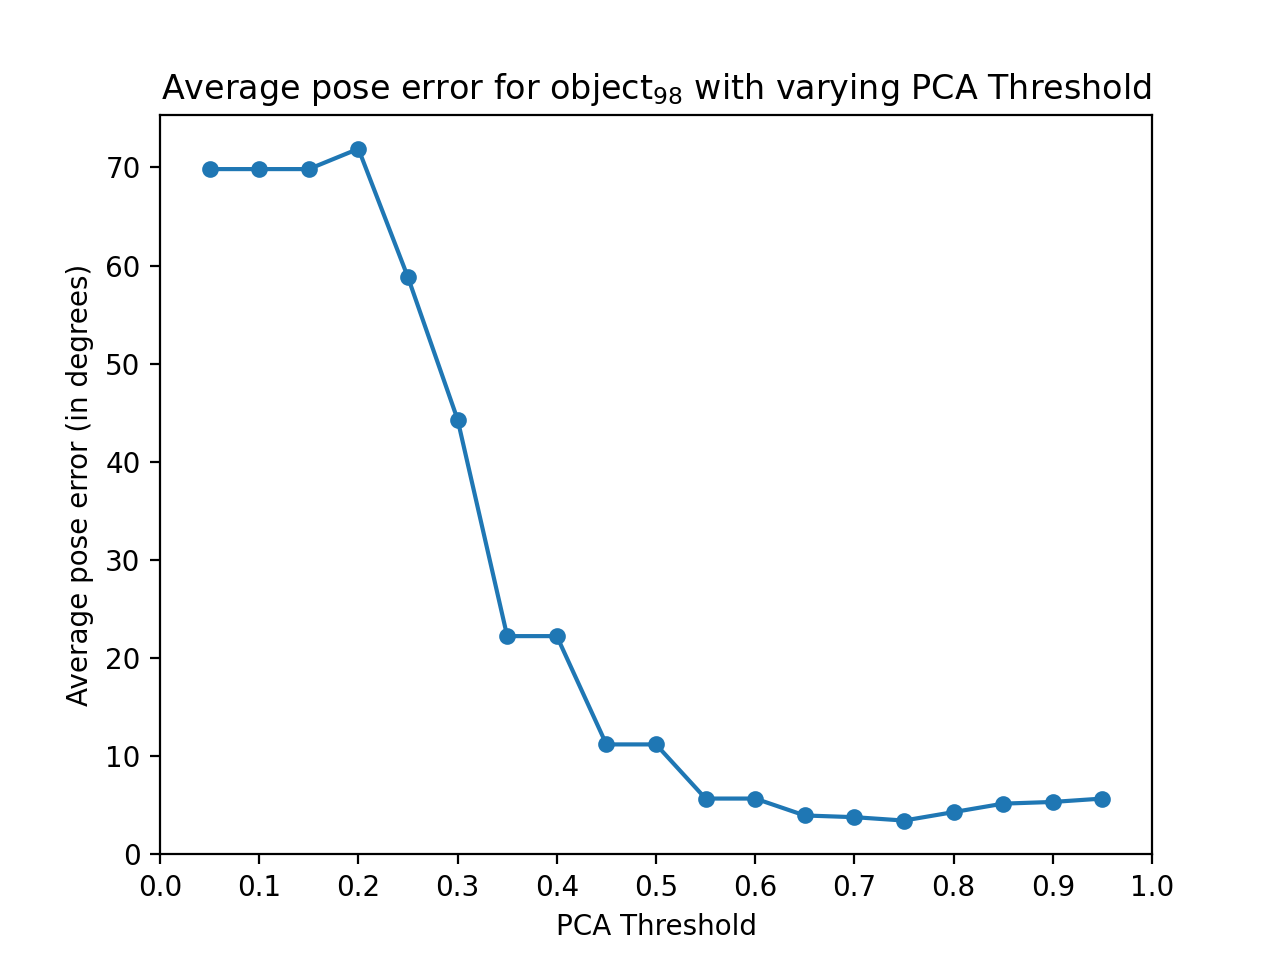 Average pose error for object₉₈ with varying PCA Threshold
Average pose error (in degrees)
70
60
50
40
30
20
10
0
0.0 0.1 0.2 0.3 0.4 0.5 0.6 0.7 0.8 0.9 1.0
PCA Threshold